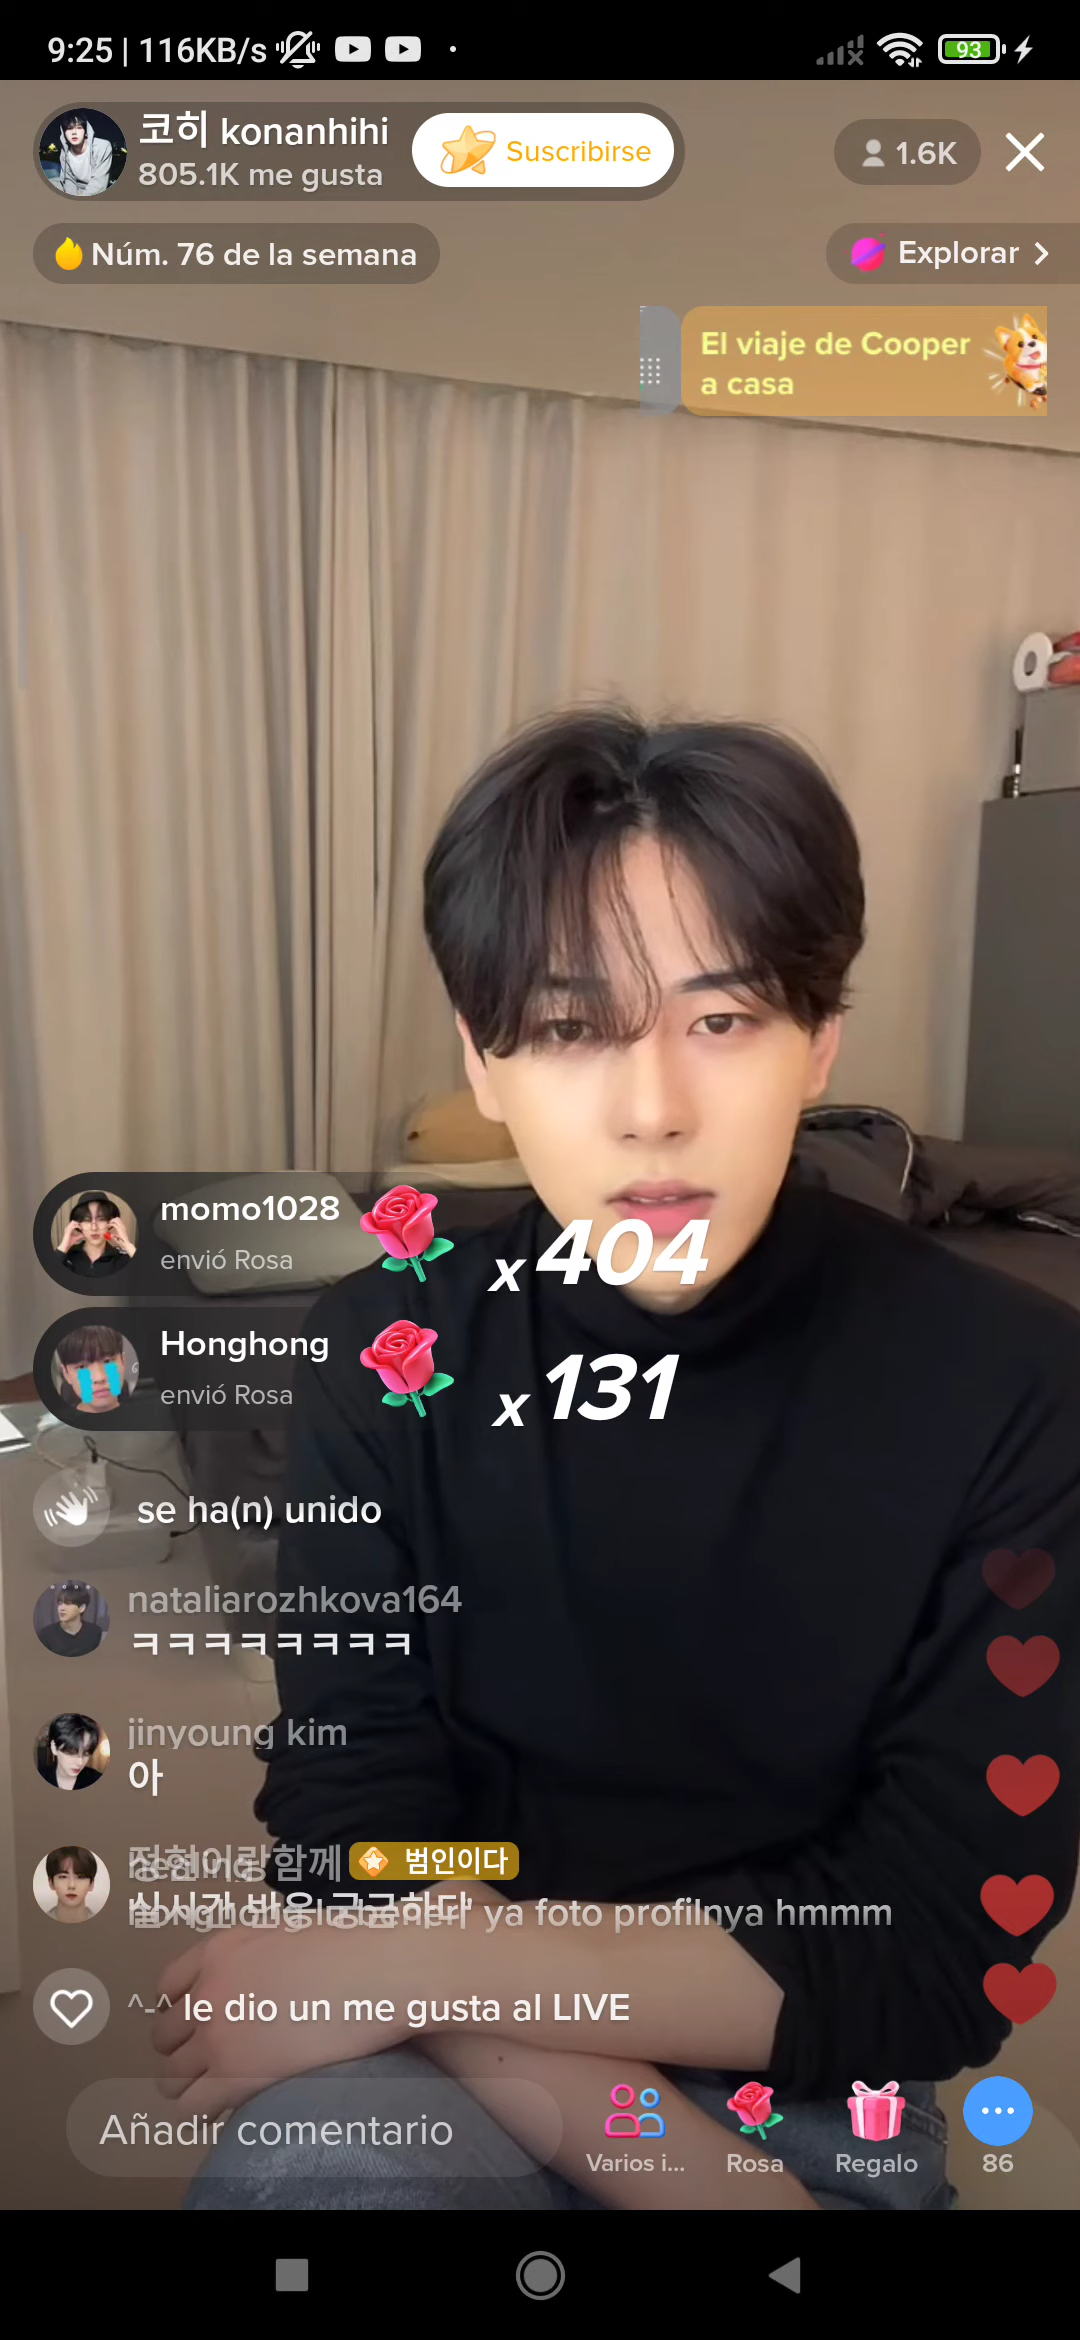 9:25 | 116KB/s
93
코히 konanhihi
805.1K me gusta
Suscribirse
1.6K
Núm. 76 de la semana
Explorar
El viaje de Cooper
a casa
momo1028
envió Rosa
x 404
Honghong
envió Rosa
x 131
se ha(n) unido
nataliarozhkova164
ㅋㅋㅋㅋㅋㅋㅋㅋ
jinyoung kim
아
범인이다
ya foto profilnya hmmm
^-^ le dio un me gusta al LIVE
Añadir comentario
Varios i...
Rosa
Regalo
86